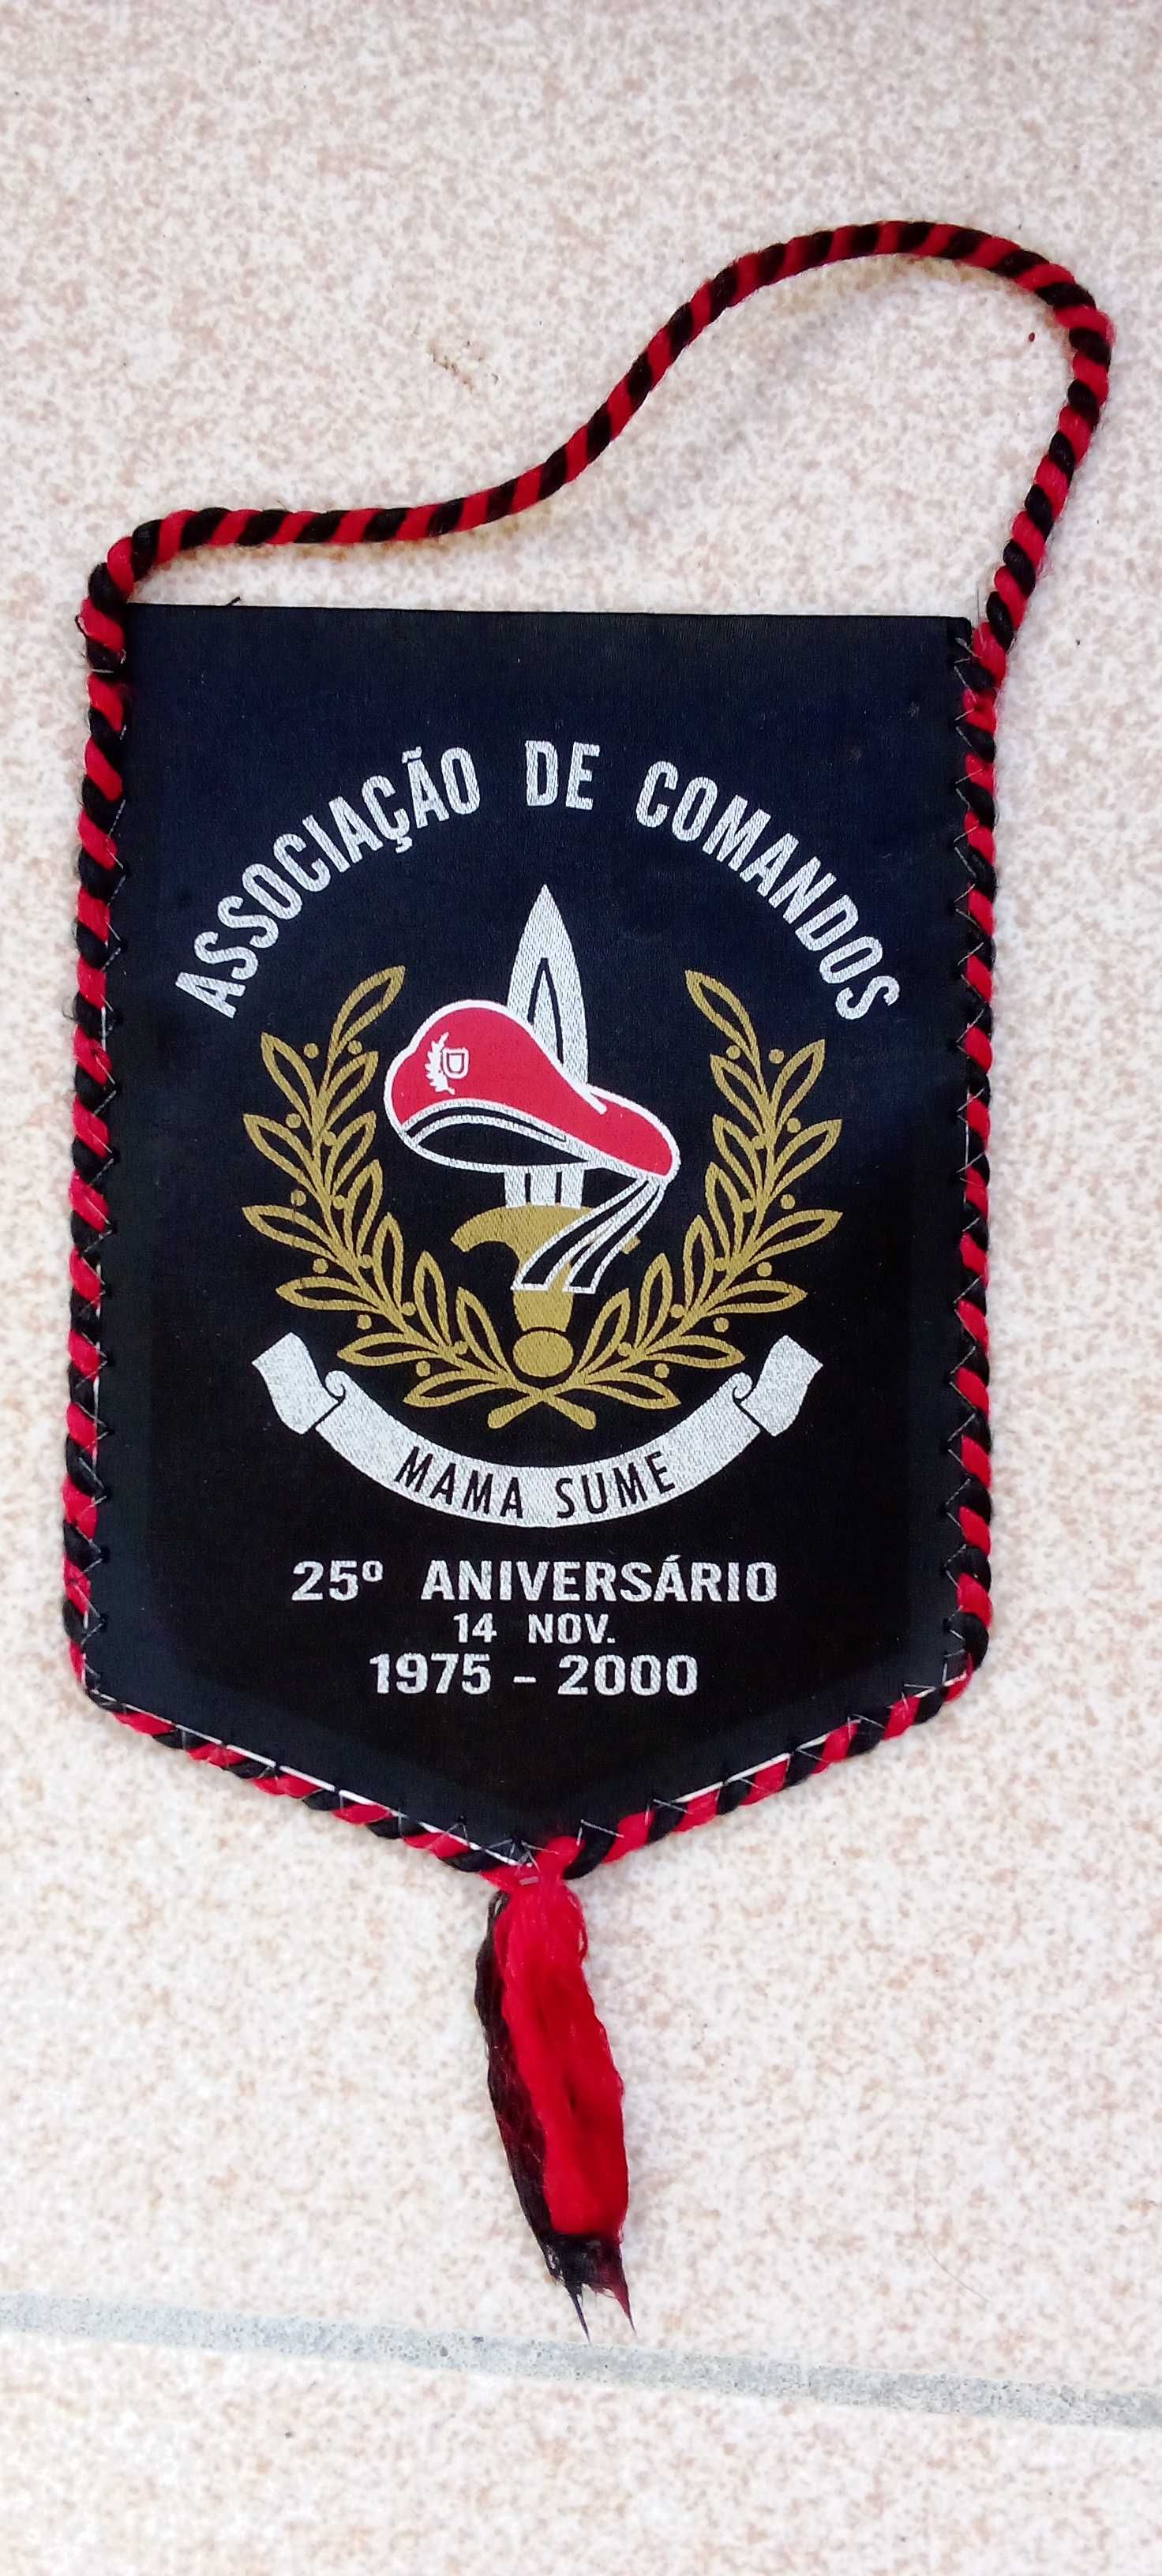 ASSOCIAÇÃO DE COMANDOS
MAMA SUME
25º ANIVERSÁRIO
14 NOV.
1975 - 2000